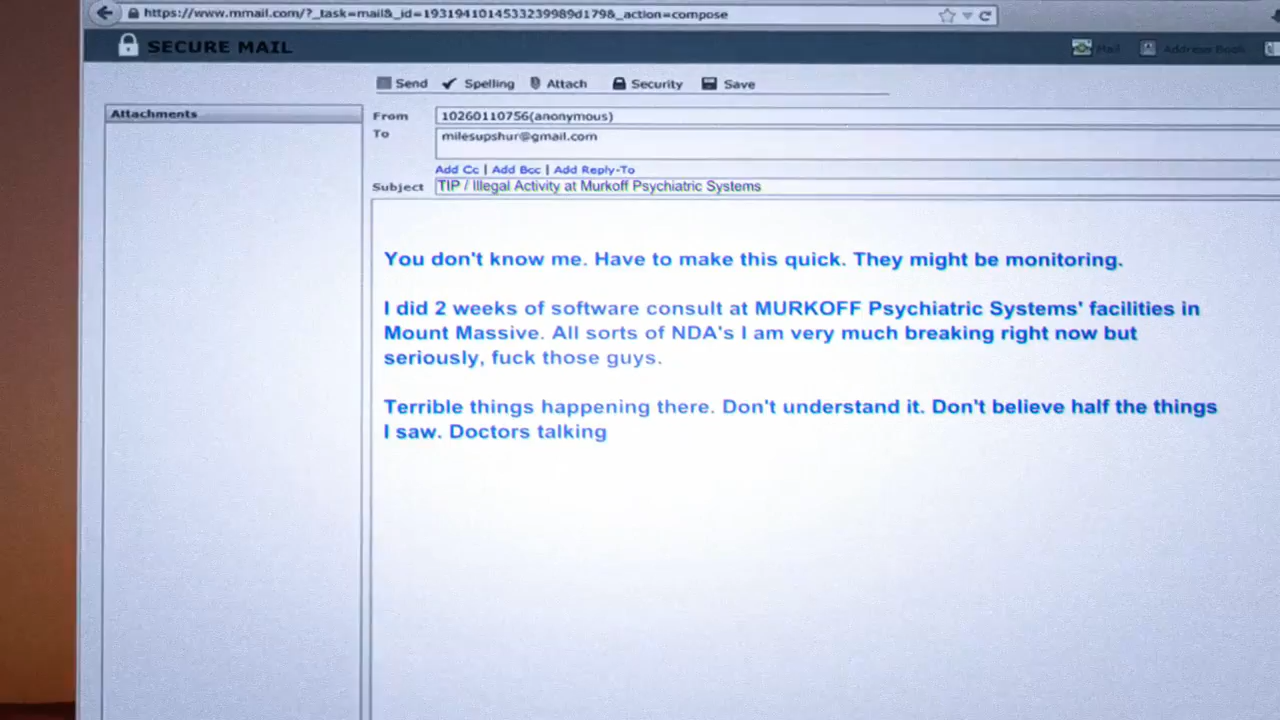 https://www.mmail.com/?_task=mail&_id=1931941014533239989d179&_action=compose
SECURE MAIL
Mail
Address Book
Send
Spelling
Attach
Security
Save
Attachments
From
10260110756(anonymous)
To
milesupshur@gmail.com
Add Cc | Add Bcc | Add Reply-To
Subject
TIP / Illegal Activity at Murkoff Psychiatric Systems
You don't know me. Have to make this quick. They might be monitoring.
I did 2 weeks of software consult at MURKOFF Psychiatric Systems' facilities in
Mount Massive. All sorts of NDA's I am very much breaking right now but
seriously, fuck those guys.
Terrible things happening there. Don't understand it. Don't believe half the things
I saw. Doctors talking